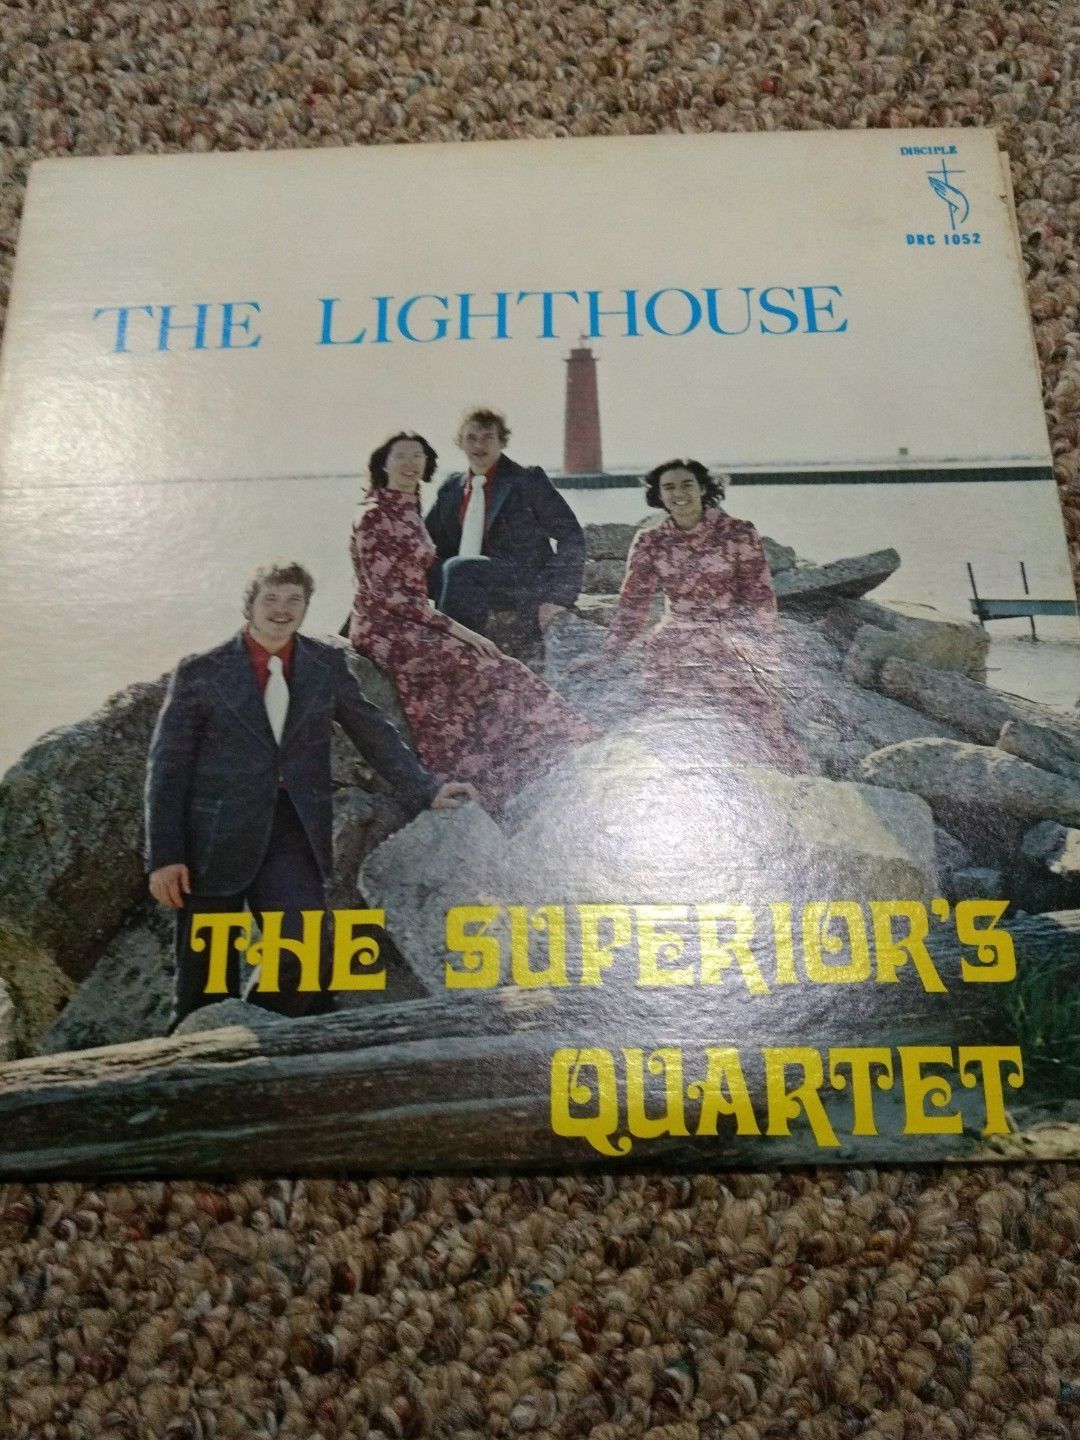 DISCIPLE
DRC 1052
THE LIGHTHOUSE
THE SUPERIOR'S
QUARTET